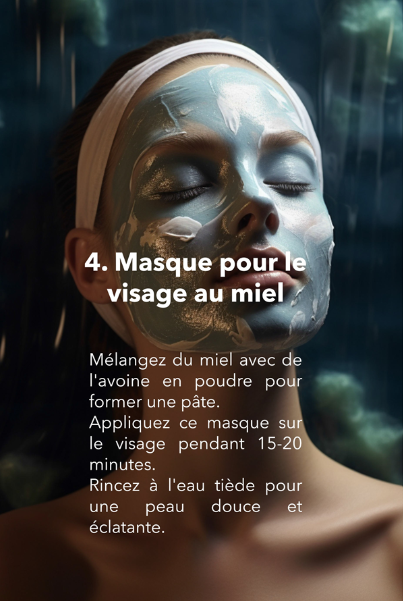 4. Masque pour le
visage au miel
Mélangez du miel avec de
l'avoine en poudre pour
former une pâte.
Appliquez ce masque sur
le visage pendant 15-20
minutes.
Rincez à l'eau tiède pour
une peau douce et
éclatante.